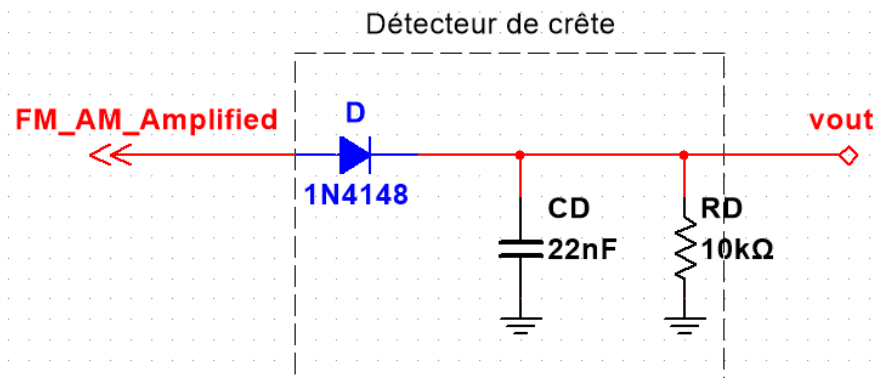 Détecteur de crête
FM_AM_Amplified
D
vout
1N4148
CD
22nF
RD
10kΩ